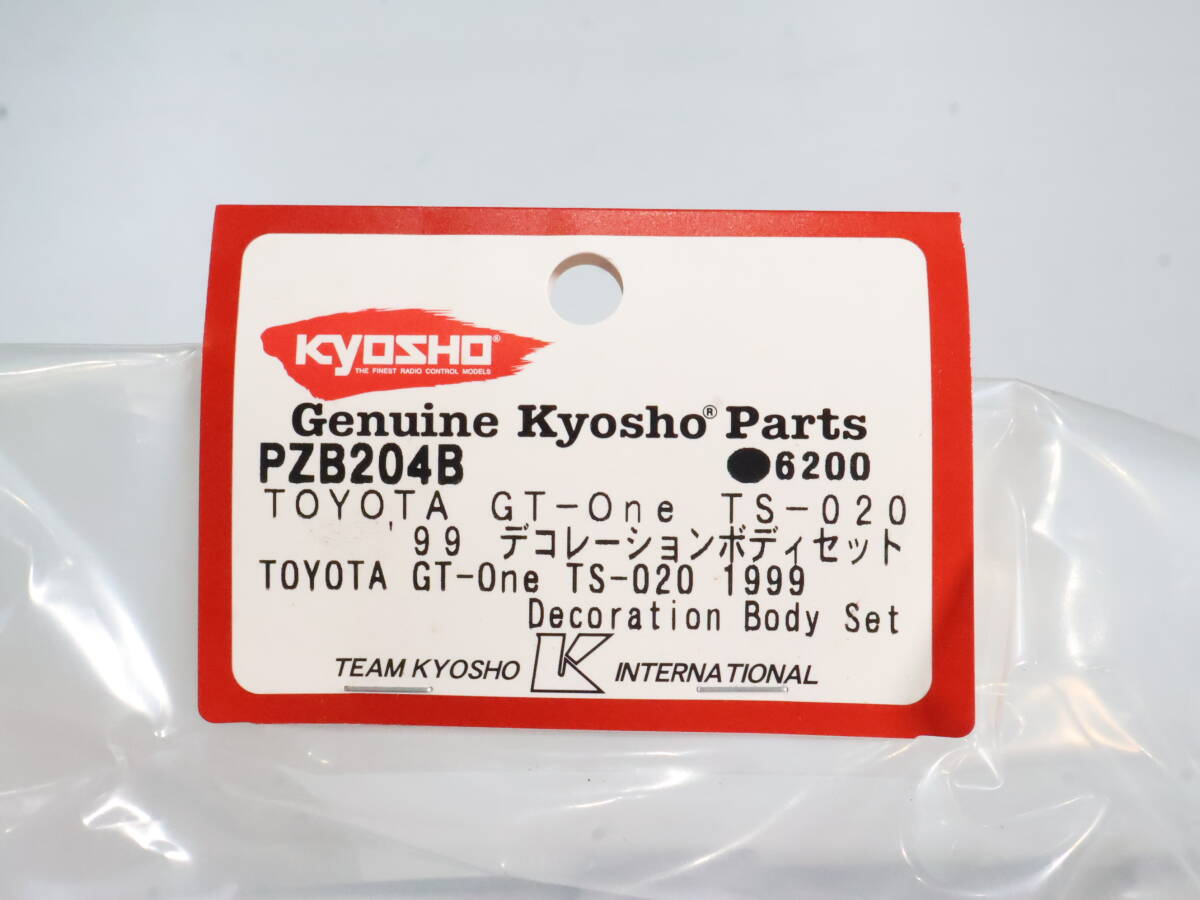 KYOSHO®
THE FINEST RADIO CONTROL MODELS
Genuine Kyosho® Parts
PZB204B ●6200
TOYOTA GT-One TS-020
'99 デコレーションボディセット
TOYOTA GT-One TS-020 1999
Decoration Body Set
TEAM KYOSHO K INTERNATIONAL